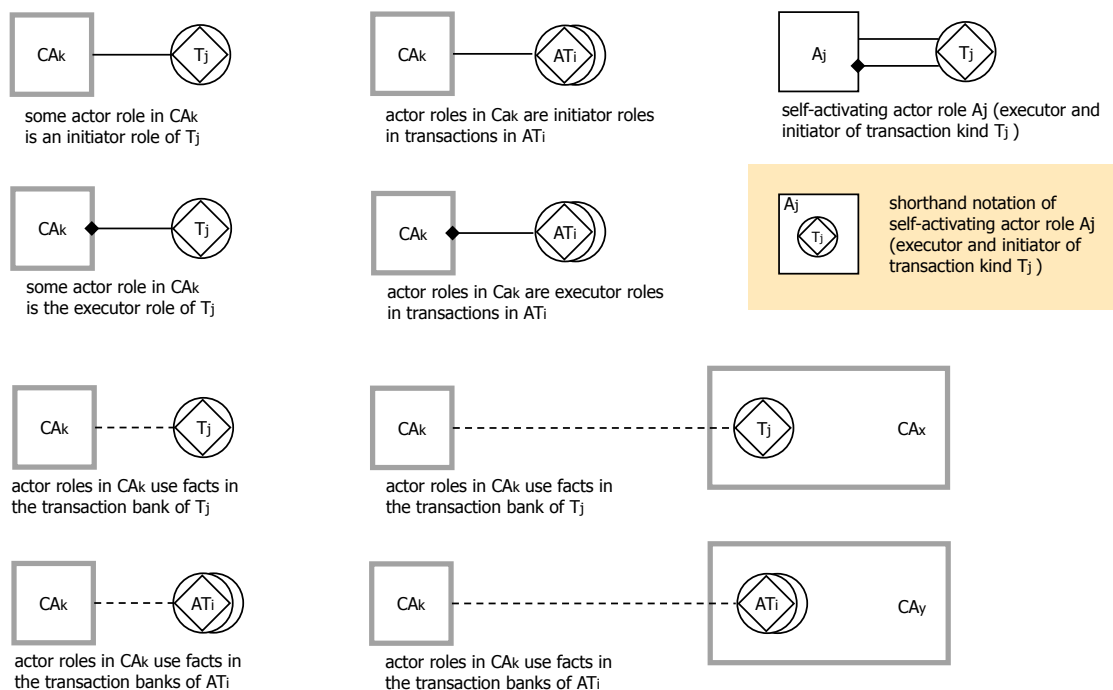 CAk
Tj
some actor role in CAk
is an initiator role of Tj
CAk
ATi
actor roles in Cak are initiator roles
in transactions in ATi
Aj
Tj
self-activating actor role Aj (executor and
initiator of transaction kind Tj )
CAk
Tj
some actor role in CAk
is the executor role of Tj
CAk
ATi
actor roles in Cak are executor roles
in transactions in ATi
Aj
Tj
shorthand notation of
self-activating actor role Aj
(executor and initiator of
transaction kind Tj )
CAk
Tj
actor roles in CAk use facts in
the transaction bank of Tj
CAk
Tj
CAx
actor roles in CAk use facts in
the transaction bank of Tj
CAk
ATi
actor roles in CAk use facts in
the transaction banks of ATi
CAk
ATi
CAy
actor roles in CAk use facts in
the transaction banks of ATi